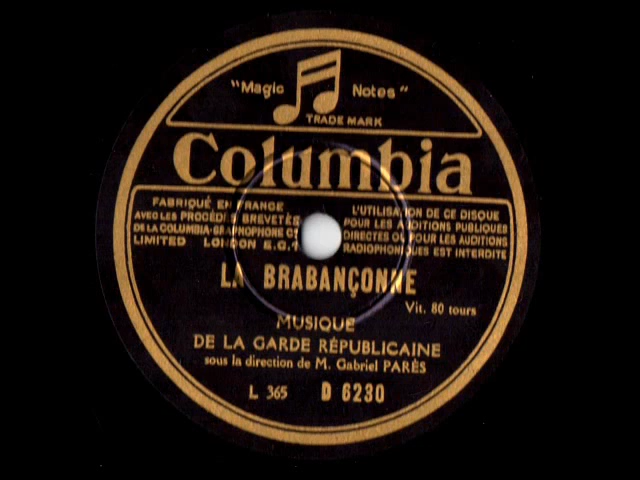 "Magic Notes"
TRADE MARK
Columbia
FABRIQUÉ EN FRANCE
AVEC LES PROCÉDÉS BREVETÉS
DE LA COLUMBIA-GRAPHOPHONE CO
LIMITED LONDON E.C.1
L'UTILISATION DE CE DISQUE
POUR LES AUDITIONS PUBLIQUES
DIRECTES OU POUR LES AUDITIONS
RADIOPHONIQUES EST INTERDITE
LA BRABANÇONNE
Vit. 80 tours
MUSIQUE
DE LA GARDE RÉPUBLICAINE
sous la direction de M. Gabriel PARÈS
L 365 D 6230